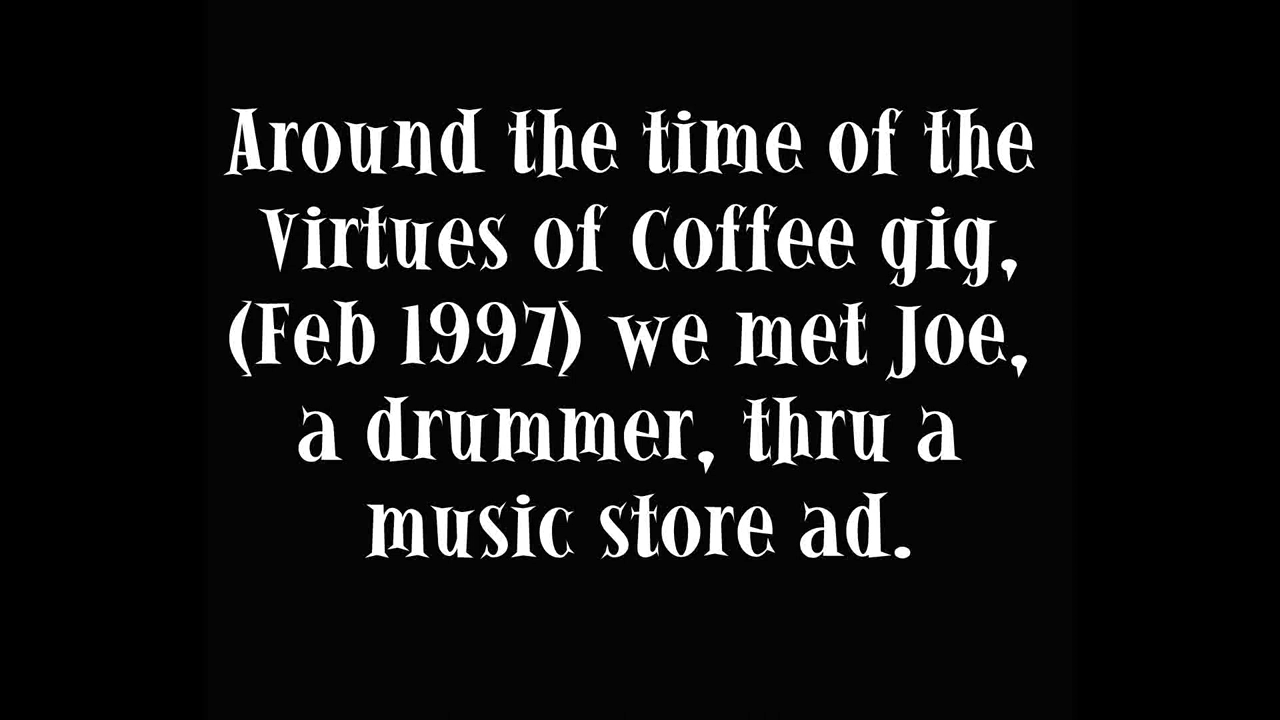 Around the time of the
Virtues of Coffee gig,
(Feb 1997) we met Joe,
a drummer, thru a
music store ad.